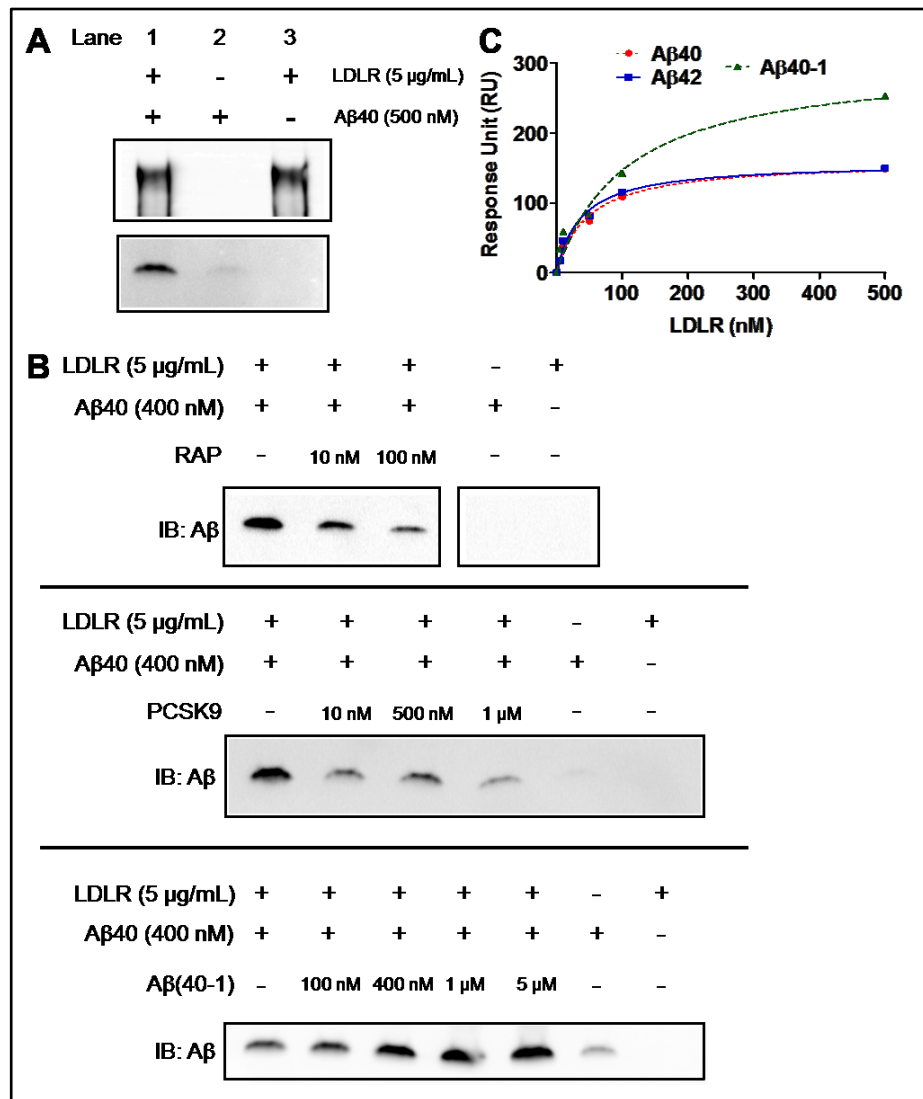 A Lane 1 2 3
+ - + LDLR (5 µg/mL)
+ + - Aβ40 (500 nM)
C
Aβ40
Aβ42
Aβ40-1
Response Unit (RU)
300
200
100
0
100 200 300 400 500
LDLR (nM)
B LDLR (5 µg/mL) + + + - +
Aβ40 (400 nM) + + + + -
RAP - 10 nM 100 nM - -
IB: Aβ
LDLR (5 µg/mL) + + + + - +
Aβ40 (400 nM) + + + + + -
PCSK9 - 10 nM 500 nM 1 µM - -
IB: Aβ
LDLR (5 µg/mL) + + + + + - +
Aβ40 (400 nM) + + + + + + -
Aβ(40-1) - 100 nM 400 nM 1 µM 5 µM - -
IB: Aβ